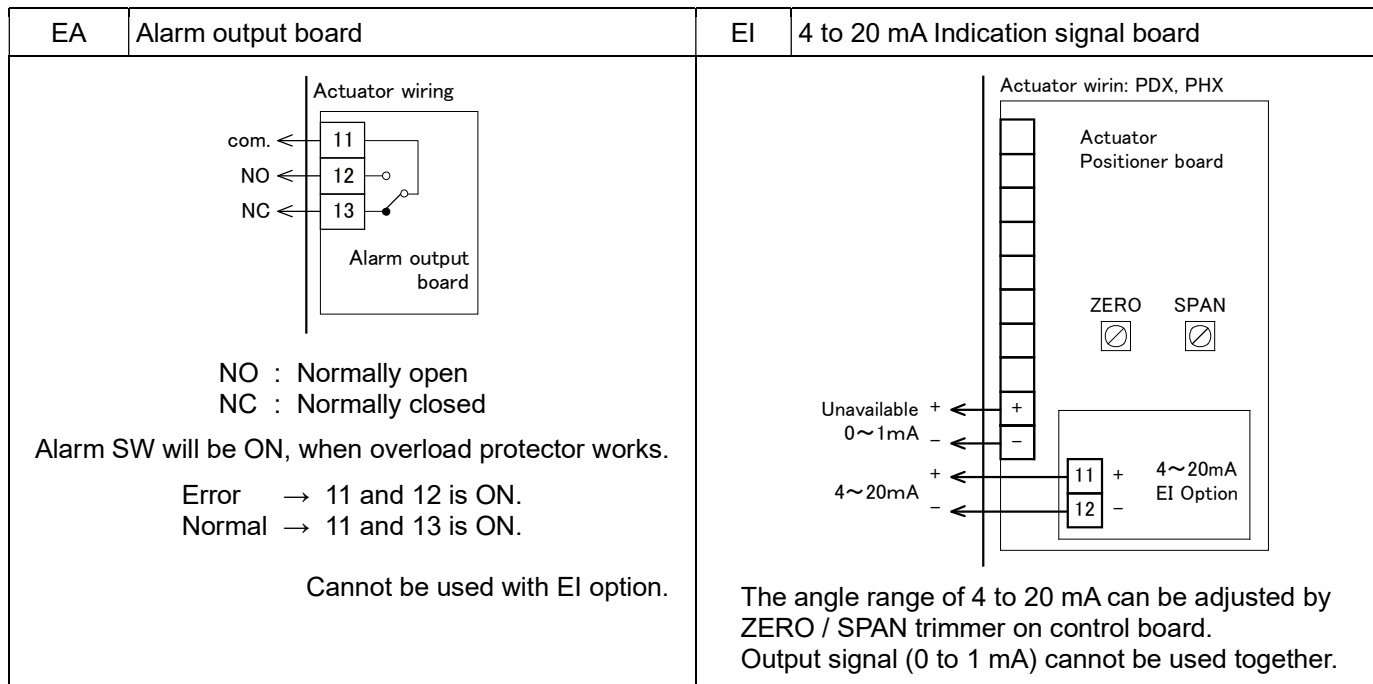 EA Alarm output board
Actuator wiring
com. 11
NO 12
NC 13
Alarm output
board
NO : Normally open
NC : Normally closed
Alarm SW will be ON, when overload protector works.
Error → 11 and 12 is ON.
Normal → 11 and 13 is ON.
Cannot be used with EI option.
EI 4 to 20 mA Indication signal board
Actuator wirin: PDX, PHX
Actuator
Positioner board
ZERO SPAN
Unavailable + +
0～1mA − −
4～20mA + 11 + 4～20mA
− 12 − EI Option
The angle range of 4 to 20 mA can be adjusted by
ZERO / SPAN trimmer on control board.
Output signal (0 to 1 mA) cannot be used together.